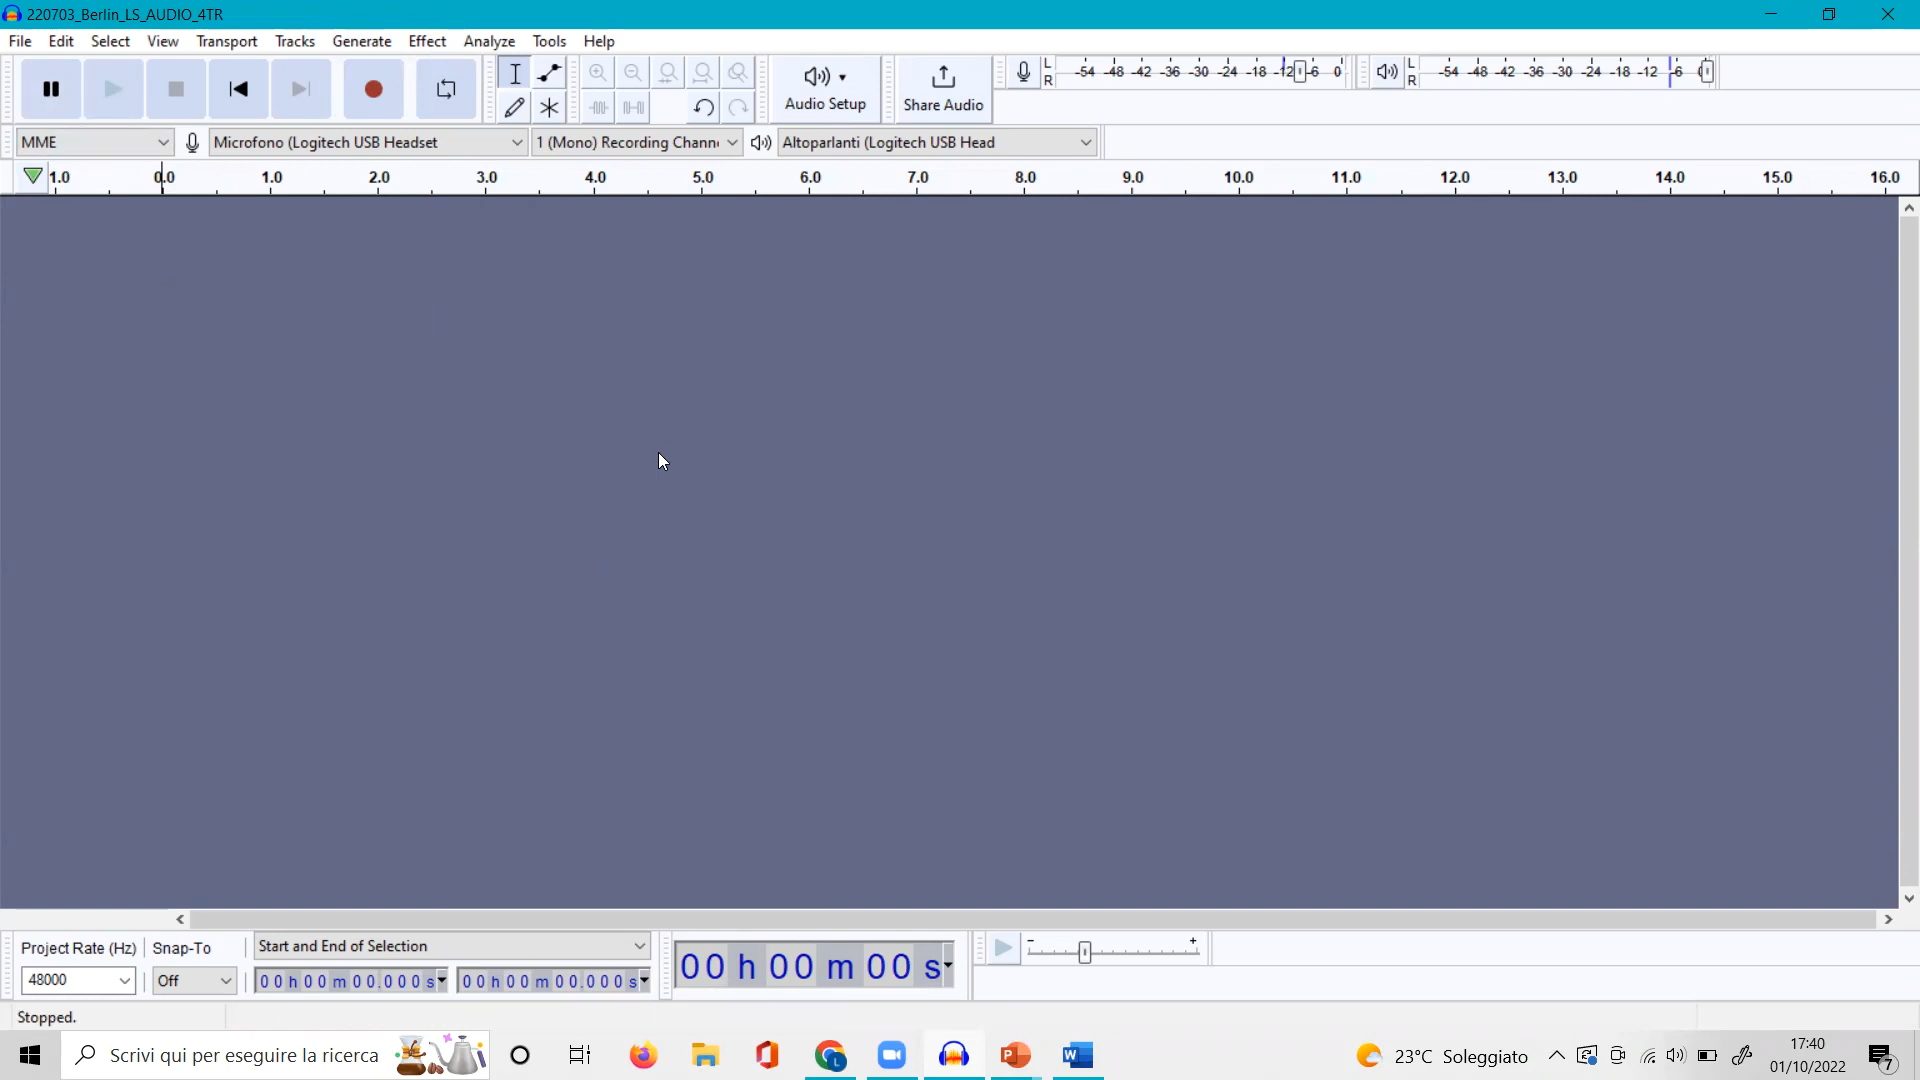 220703_Berlin_LS_AUDIO_4TR
File Edit Select View Transport Tracks Generate Effect Analyze Tools Help
Audio Setup
Share Audio
L
R
-54 -48 -42 -36 -30 -24 -18 -12 -6 0
L
R
-54 -48 -42 -36 -30 -24 -18 -12 -6
MME
Microfono (Logitech USB Headset
1 (Mono) Recording Chann
Altoparlanti (Logitech USB Head
1.0 0.0 1.0 2.0 3.0 4.0 5.0 6.0 7.0 8.0 9.0 10.0 11.0 12.0 13.0 14.0 15.0 16.0
Project Rate (Hz)
Snap-To
Start and End of Selection
48000
Off
00 h 00 m 00.000 s
00 h 00 m 00.000 s
00 h 00 m 00 s
Stopped.
Scrivi qui per eseguire la ricerca
23°C Soleggiato
17:40
01/10/2022
7